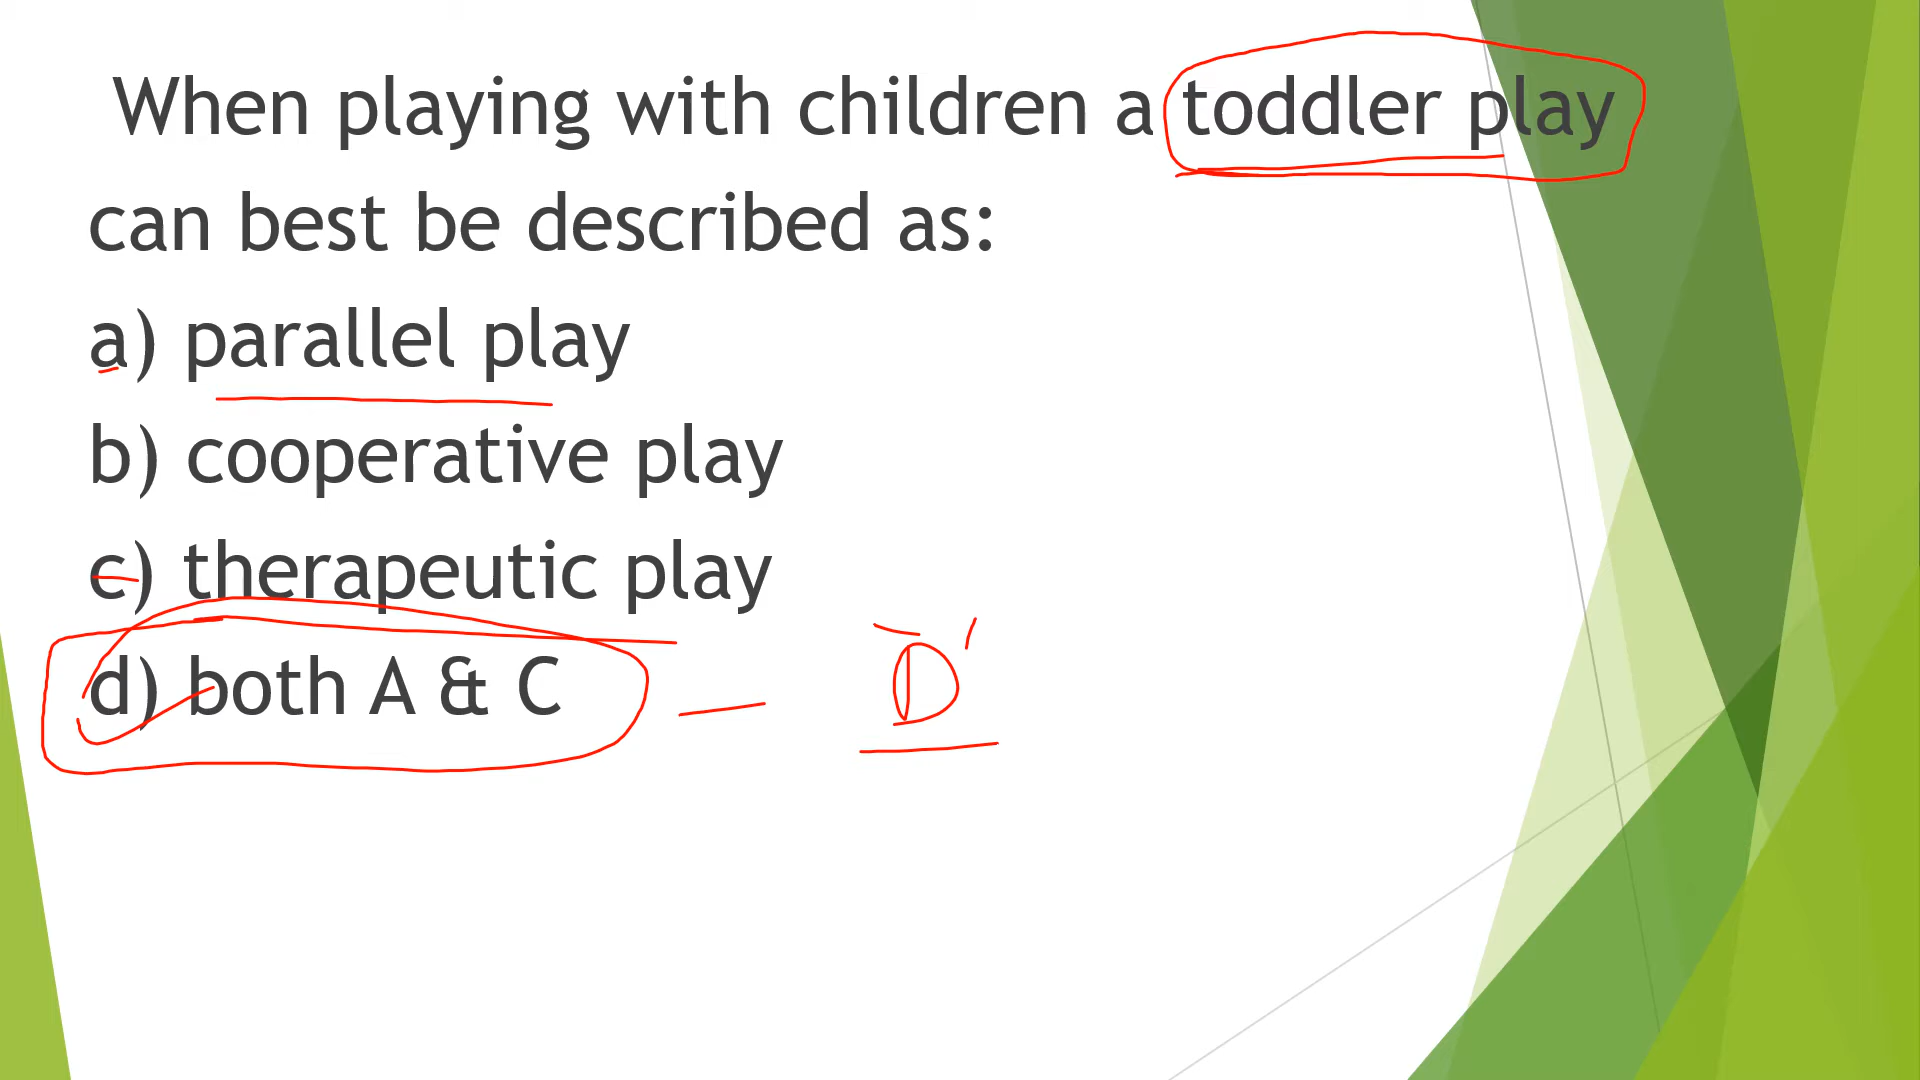 When playing with children a toddler play
can best be described as:
a) parallel play
b) cooperative play
c) therapeutic play
d) both A & C — D